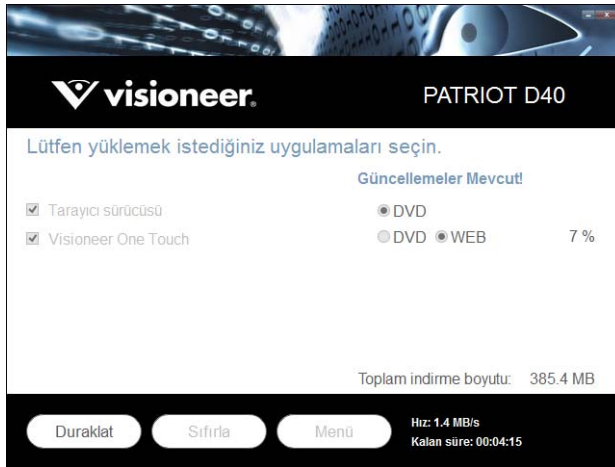 visioneer®
PATRIOT D40
Lütfen yüklemek istediğiniz uygulamaları seçin.
Güncellemeler Mevcut!
Tarayıcı sürücüsü DVD
Visioneer One Touch DVD WEB 7 %
Toplam indirme boyutu: 385.4 MB
Duraklat Sıfırla Menü
Hız: 1.4 MB/s
Kalan süre: 00:04:15